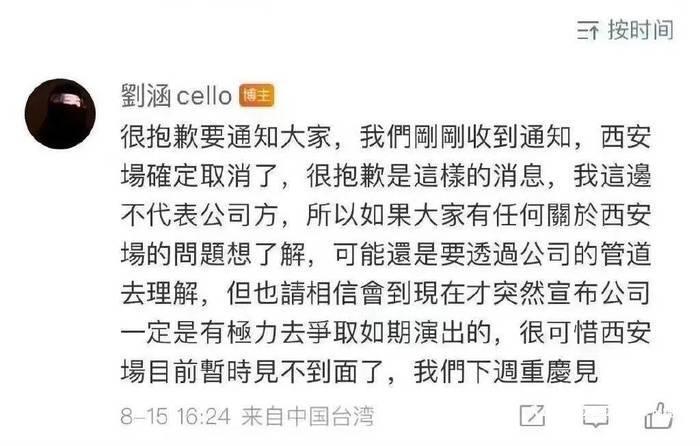 按时间
劉涵cello 博主
很抱歉要通知大家，我們剛剛收到通知，西安
場確定取消了，很抱歉是這樣的消息，我這邊
不代表公司方，所以如果大家有任何關於西安
場的問題想了解，可能還是要透過公司的管道
去理解，但也請相信會到現在才突然宣布公司
一定是有極力去爭取如期演出的，很可惜西安
場目前暫時見不到面了，我們下週重慶見
8-15 16:24 来自中国台湾